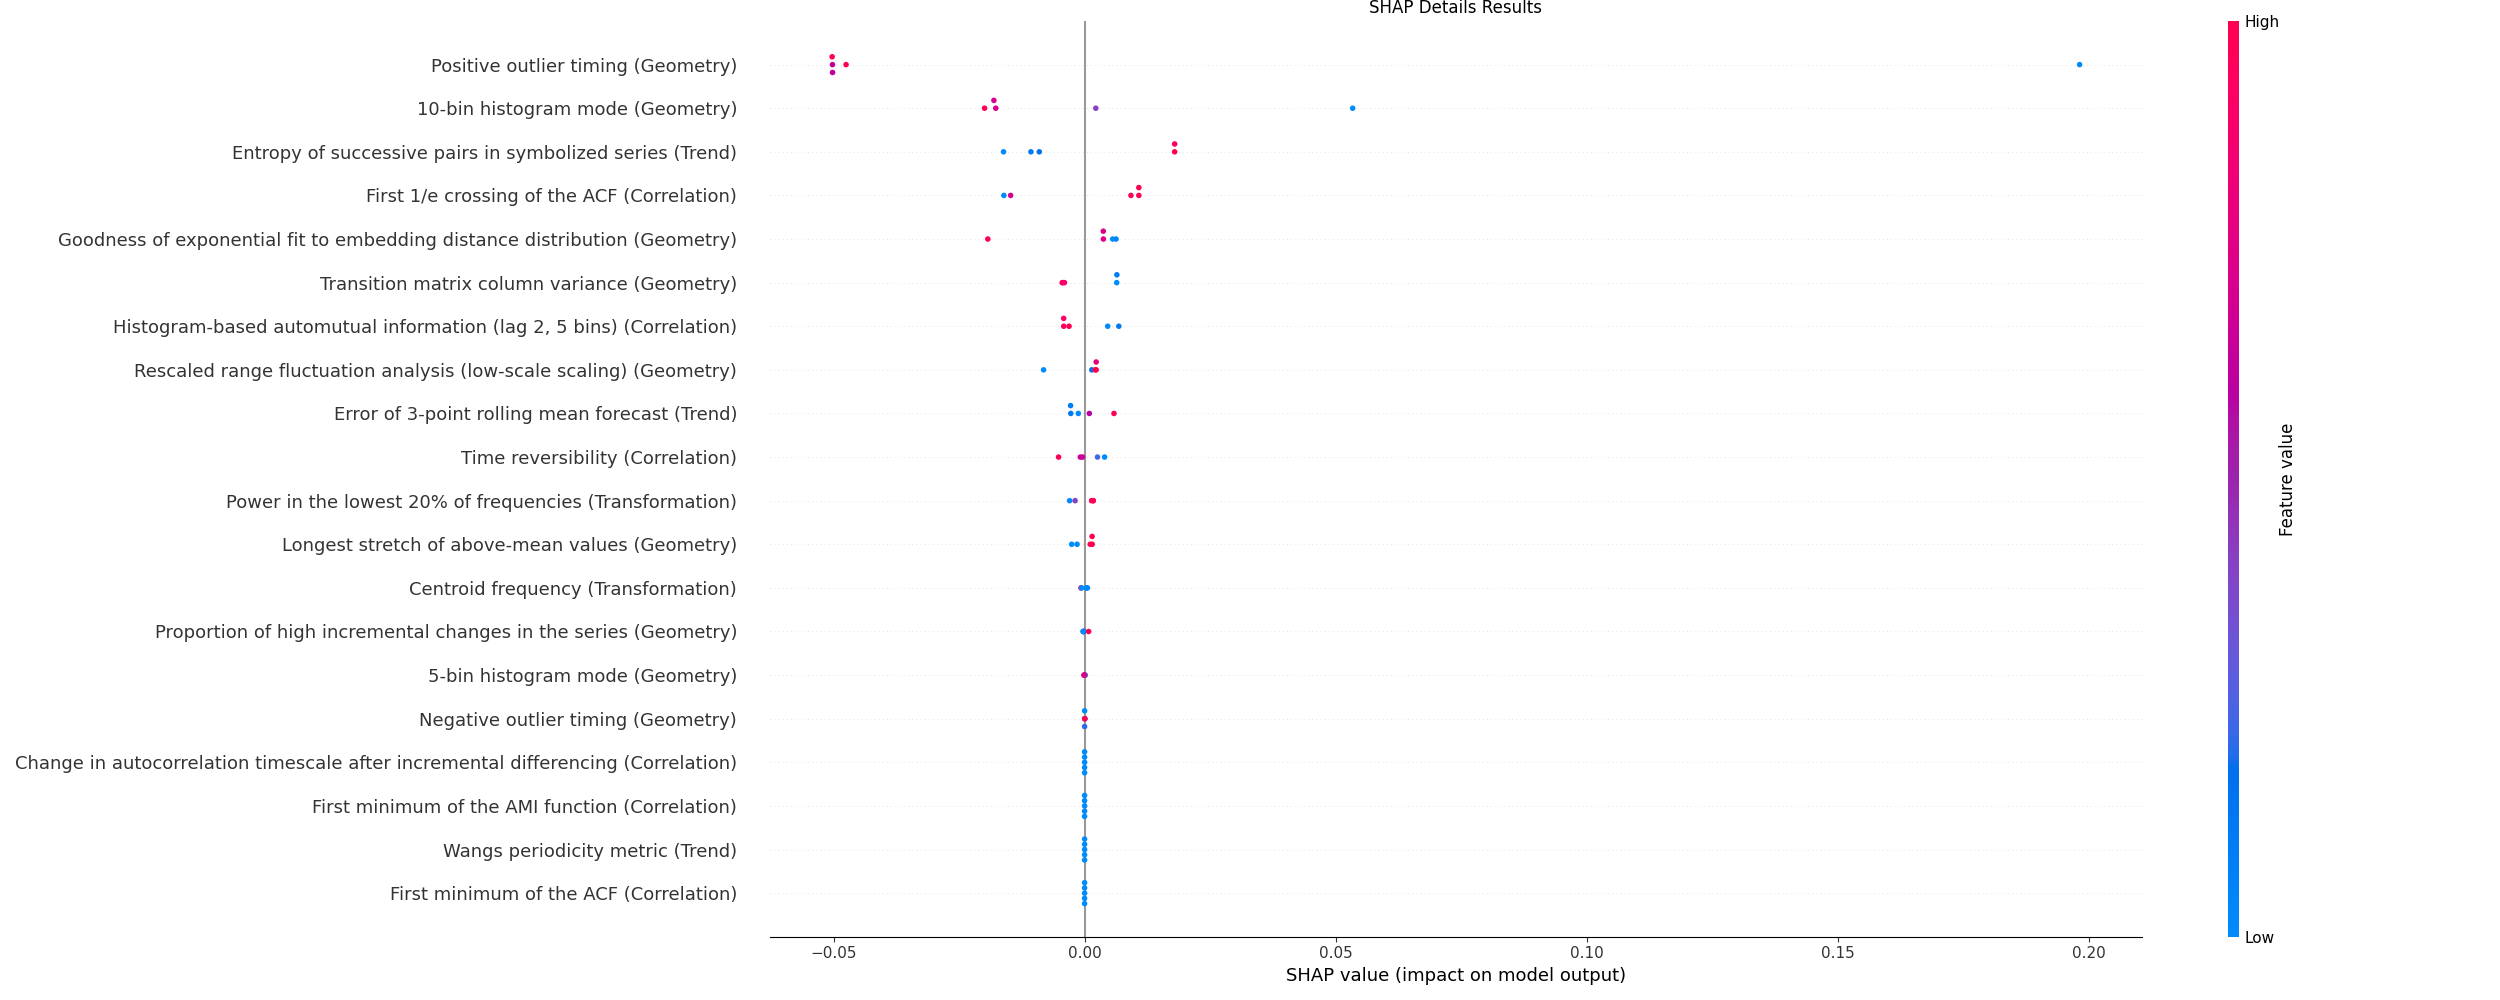 SHAP Details Results
High
Positive outlier timing (Geometry)
10-bin histogram mode (Geometry)
Entropy of successive pairs in symbolized series (Trend)
First 1/e crossing of the ACF (Correlation)
Goodness of exponential fit to embedding distance distribution (Geometry)
Transition matrix column variance (Geometry)
Histogram-based automutual information (lag 2, 5 bins) (Correlation)
Rescaled range fluctuation analysis (low-scale scaling) (Geometry)
Error of 3-point rolling mean forecast (Trend)
Time reversibility (Correlation)
Power in the lowest 20% of frequencies (Transformation)
Longest stretch of above-mean values (Geometry)
Centroid frequency (Transformation)
Proportion of high incremental changes in the series (Geometry)
5-bin histogram mode (Geometry)
Negative outlier timing (Geometry)
Change in autocorrelation timescale after incremental differencing (Correlation)
First minimum of the AMI function (Correlation)
Wangs periodicity metric (Trend)
First minimum of the ACF (Correlation)
Feature value
Low
−0.05 0.00 0.05 0.10 0.15 0.20
SHAP value (impact on model output)